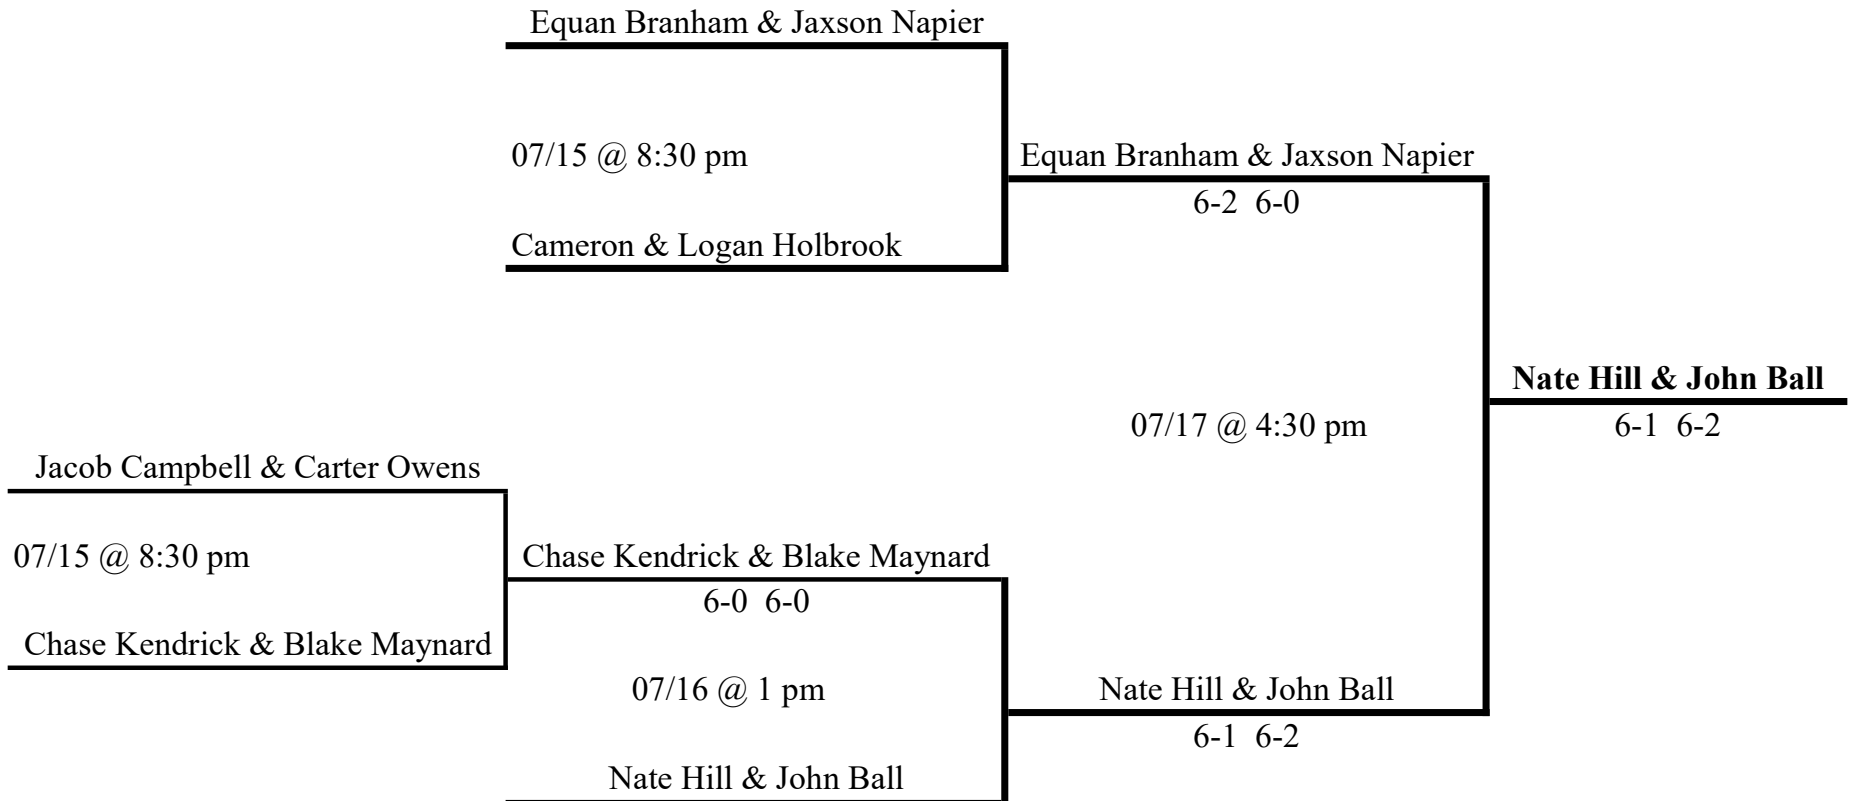 Equan Branham & Jaxson Napier
07/15 @ 8:30 pm
Equan Branham & Jaxson Napier
6-2 6-0
Cameron & Logan Holbrook
Nate Hill & John Ball
07/17 @ 4:30 pm
6-1 6-2
Jacob Campbell & Carter Owens
07/15 @ 8:30 pm
Chase Kendrick & Blake Maynard
6-0 6-0
Chase Kendrick & Blake Maynard
07/16 @ 1 pm
Nate Hill & John Ball
6-1 6-2
Nate Hill & John Ball